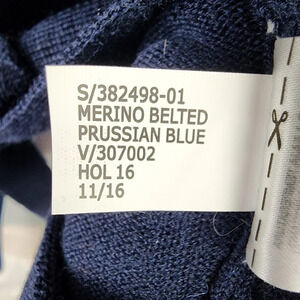 S/382498-01
MERINO BELTED
PRUSSIAN BLUE
V/307002
HOL 16
11/16